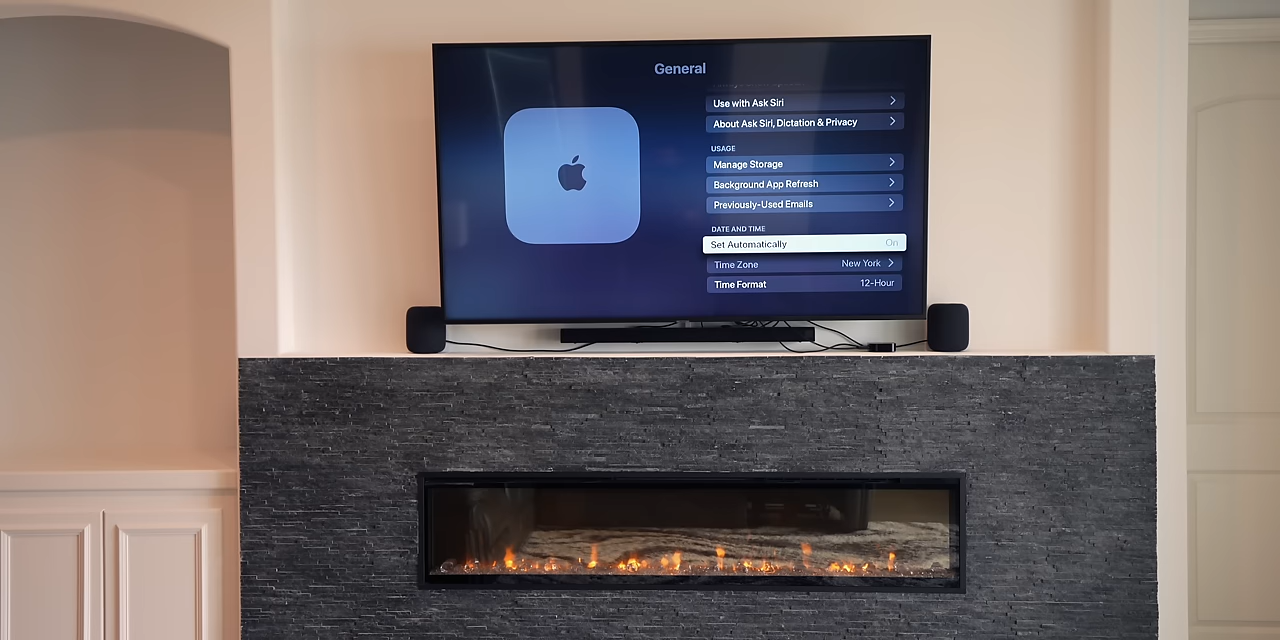 General
Use with Ask Siri
About Ask Siri, Dictation & Privacy
USAGE
Manage Storage
Background App Refresh
Previously-Used Emails
DATE AND TIME
Set Automatically On
Time Zone New York
Time Format 12-Hour